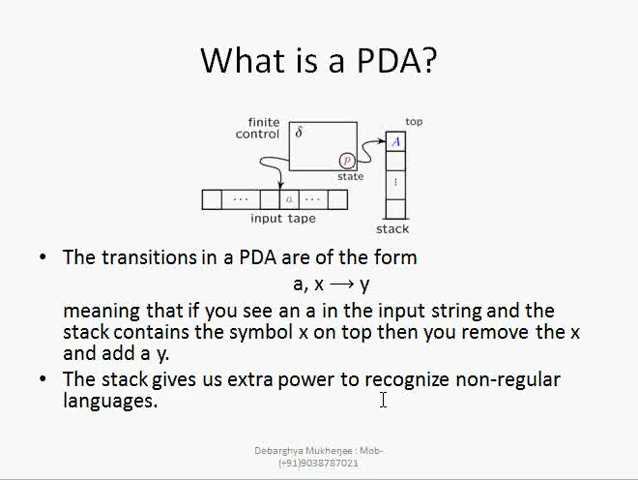 What is a PDA?
finite
control
δ
top
A
p
state
...
a
...
input tape
⋮
stack
• The transitions in a PDA are of the form
a, x ⟶ y
meaning that if you see an a in the input string and the
stack contains the symbol x on top then you remove the x
and add a y.
• The stack gives us extra power to recognize non-regular
languages.
Debarghya Mukherjee : Mob-
(+91)9038787021